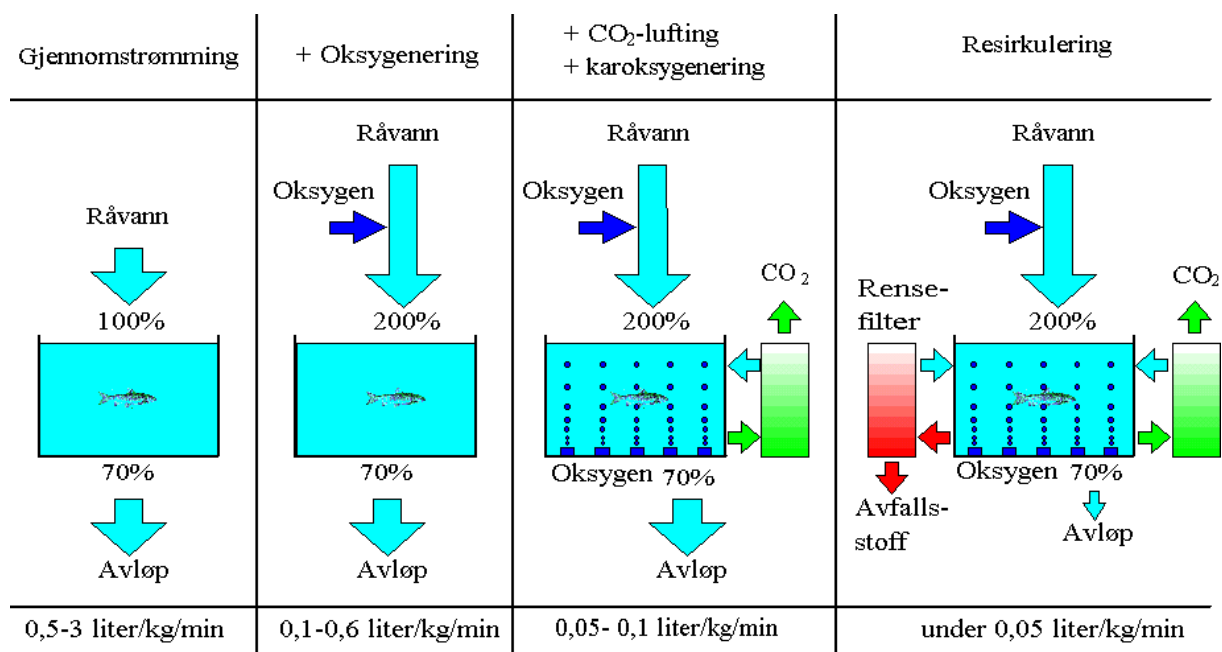 Gjennomstrømming
+ Oksygenering
+ CO₂-lufting
+ karoksygenering
Resirkulering
Råvann
100%
70%
Avløp
Råvann
Oksygen
200%
70%
Avløp
Råvann
Oksygen
CO₂
200%
Oksygen 70%
Avløp
Råvann
Oksygen
CO₂
Rense-
filter
200%
Oksygen 70%
Avfalls-
stoff
Avløp
0,5-3 liter/kg/min
0,1-0,6 liter/kg/min
0,05- 0,1 liter/kg/min
under 0,05 liter/kg/min